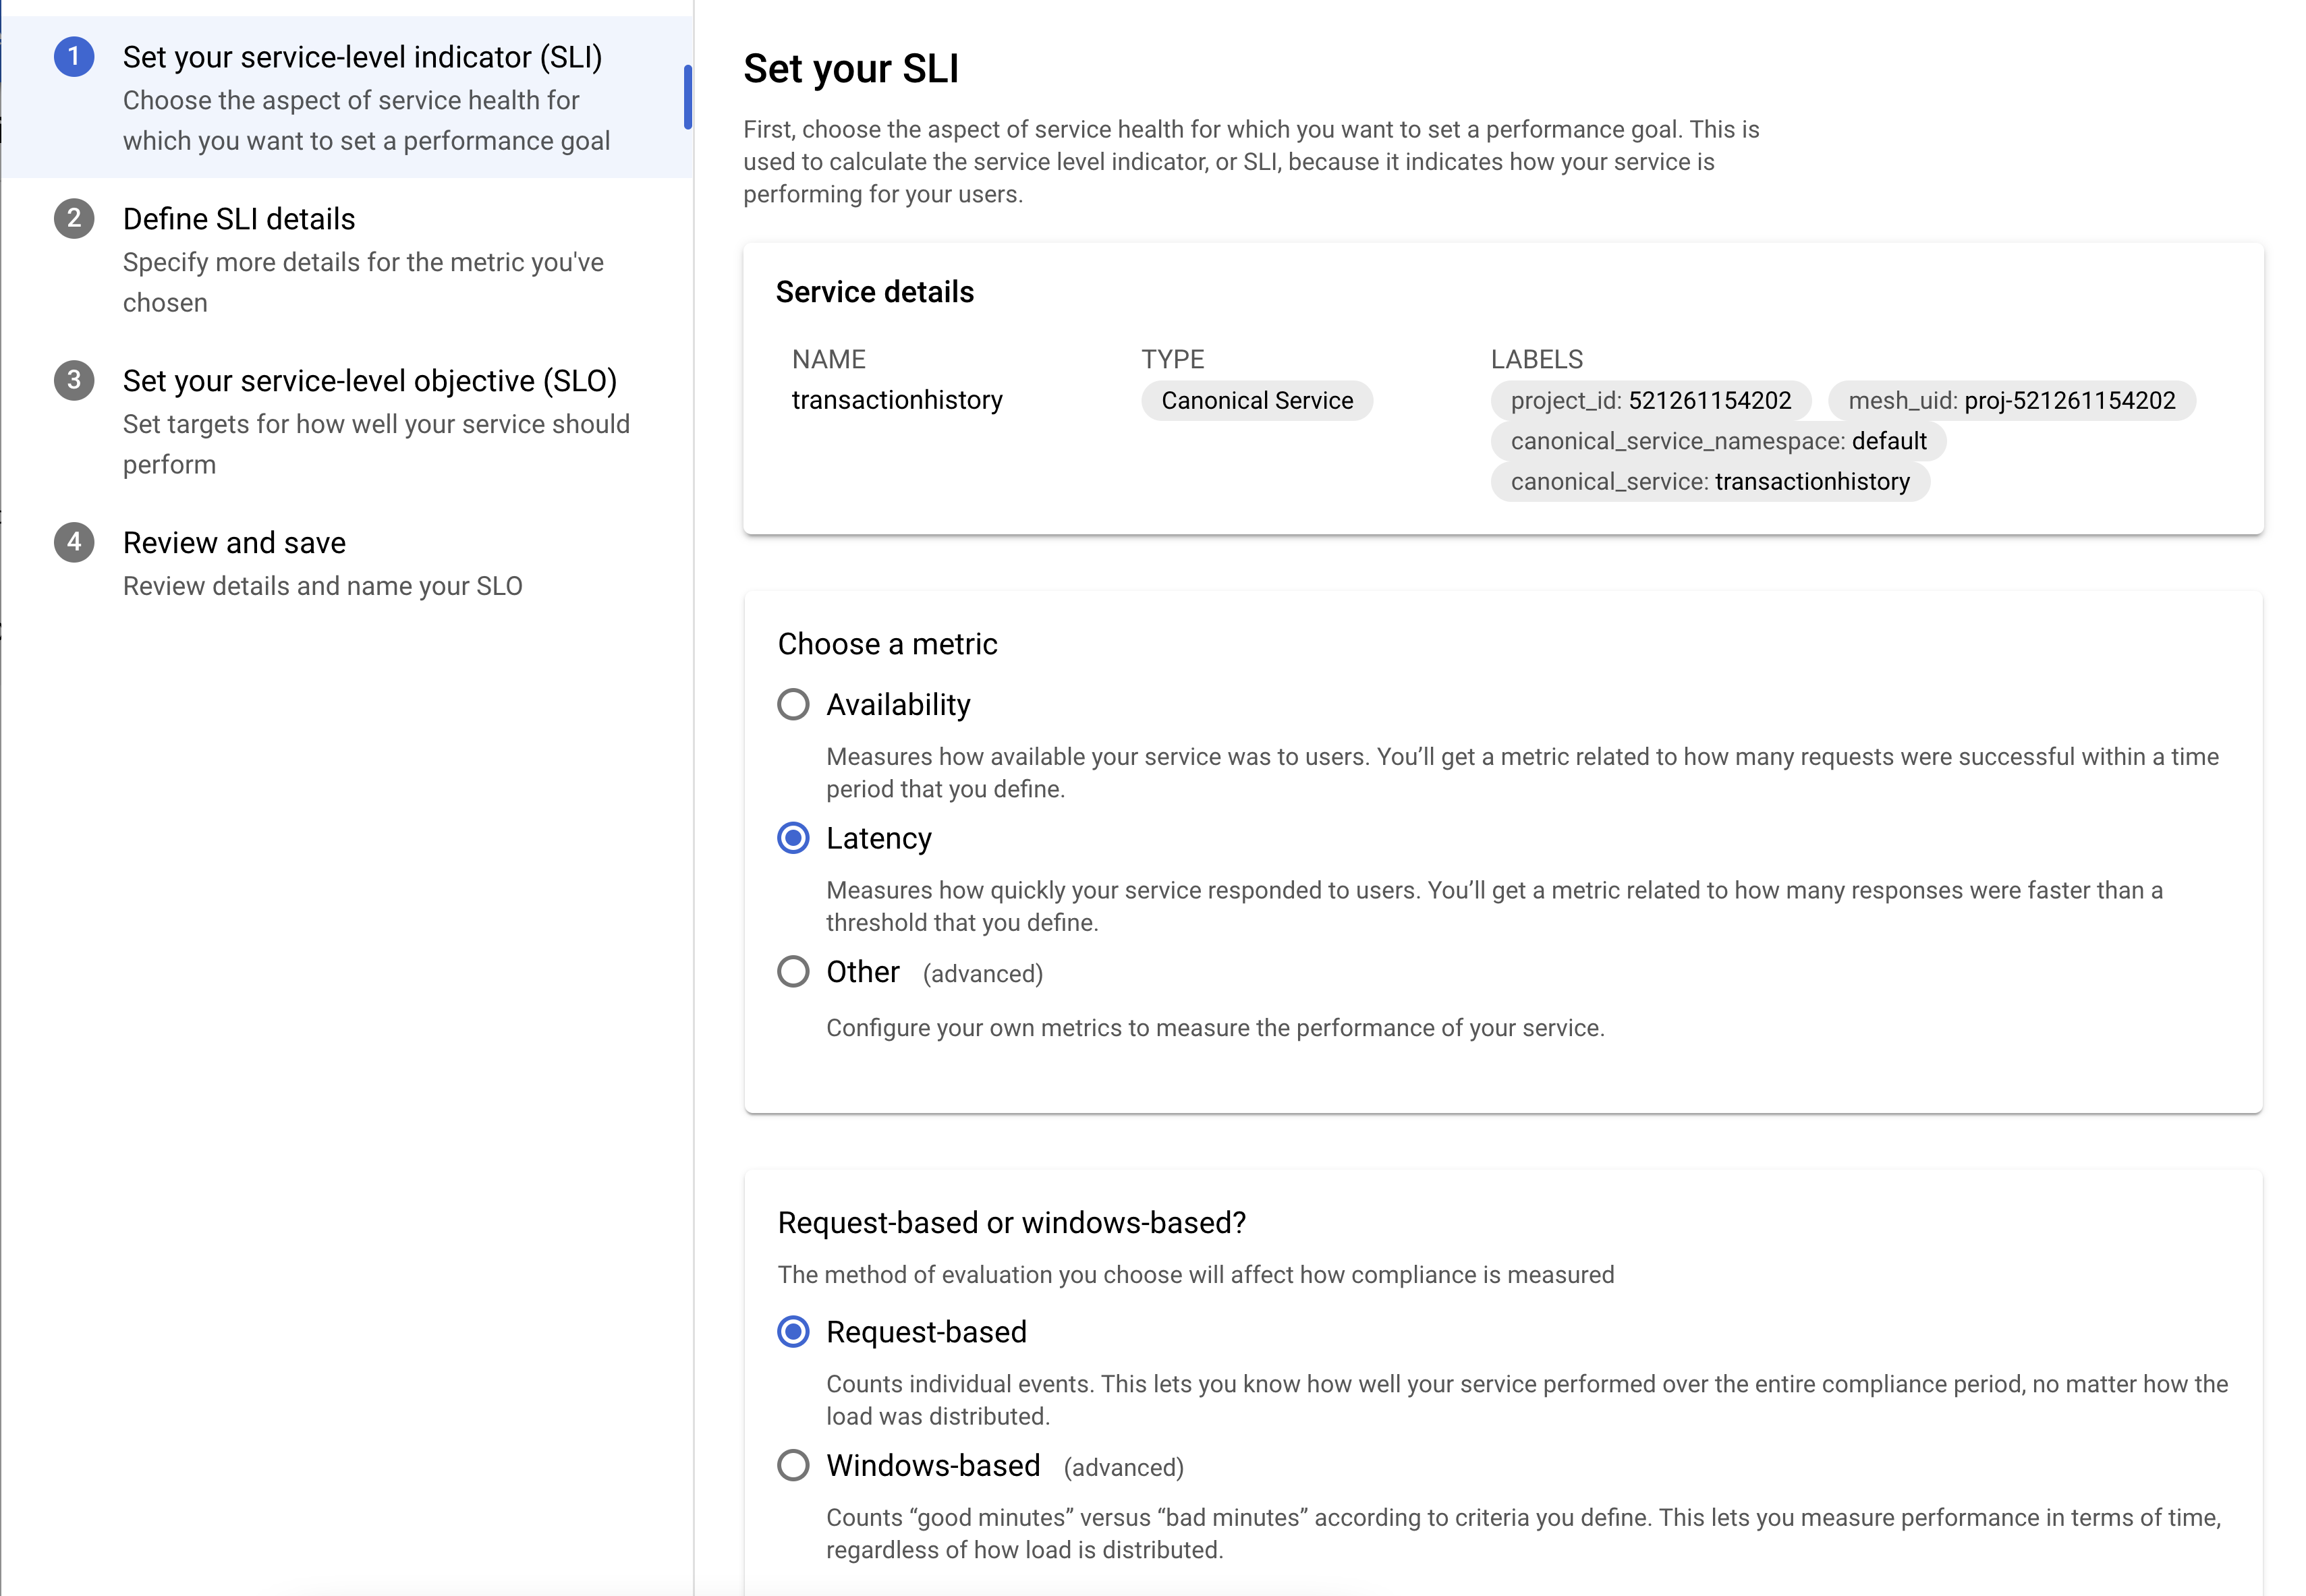 1
Set your service-level indicator (SLI)
Choose the aspect of service health for
which you want to set a performance goal
2
Define SLI details
Specify more details for the metric you've
chosen
3
Set your service-level objective (SLO)
Set targets for how well your service should
perform
4
Review and save
Review details and name your SLO
Set your SLI
First, choose the aspect of service health for which you want to set a performance goal. This is
used to calculate the service level indicator, or SLI, because it indicates how your service is
performing for your users.
Service details
NAME TYPE LABELS
transactionhistory Canonical Service project_id: 521261154202 mesh_uid: proj-521261154202
canonical_service_namespace: default
canonical_service: transactionhistory
Choose a metric
Availability
Measures how available your service was to users. You’ll get a metric related to how many requests were successful within a time
period that you define.
Latency
Measures how quickly your service responded to users. You’ll get a metric related to how many responses were faster than a
threshold that you define.
Other (advanced)
Configure your own metrics to measure the performance of your service.
Request-based or windows-based?
The method of evaluation you choose will affect how compliance is measured
Request-based
Counts individual events. This lets you know how well your service performed over the entire compliance period, no matter how the
load was distributed.
Windows-based (advanced)
Counts “good minutes” versus “bad minutes” according to criteria you define. This lets you measure performance in terms of time,
regardless of how load is distributed.